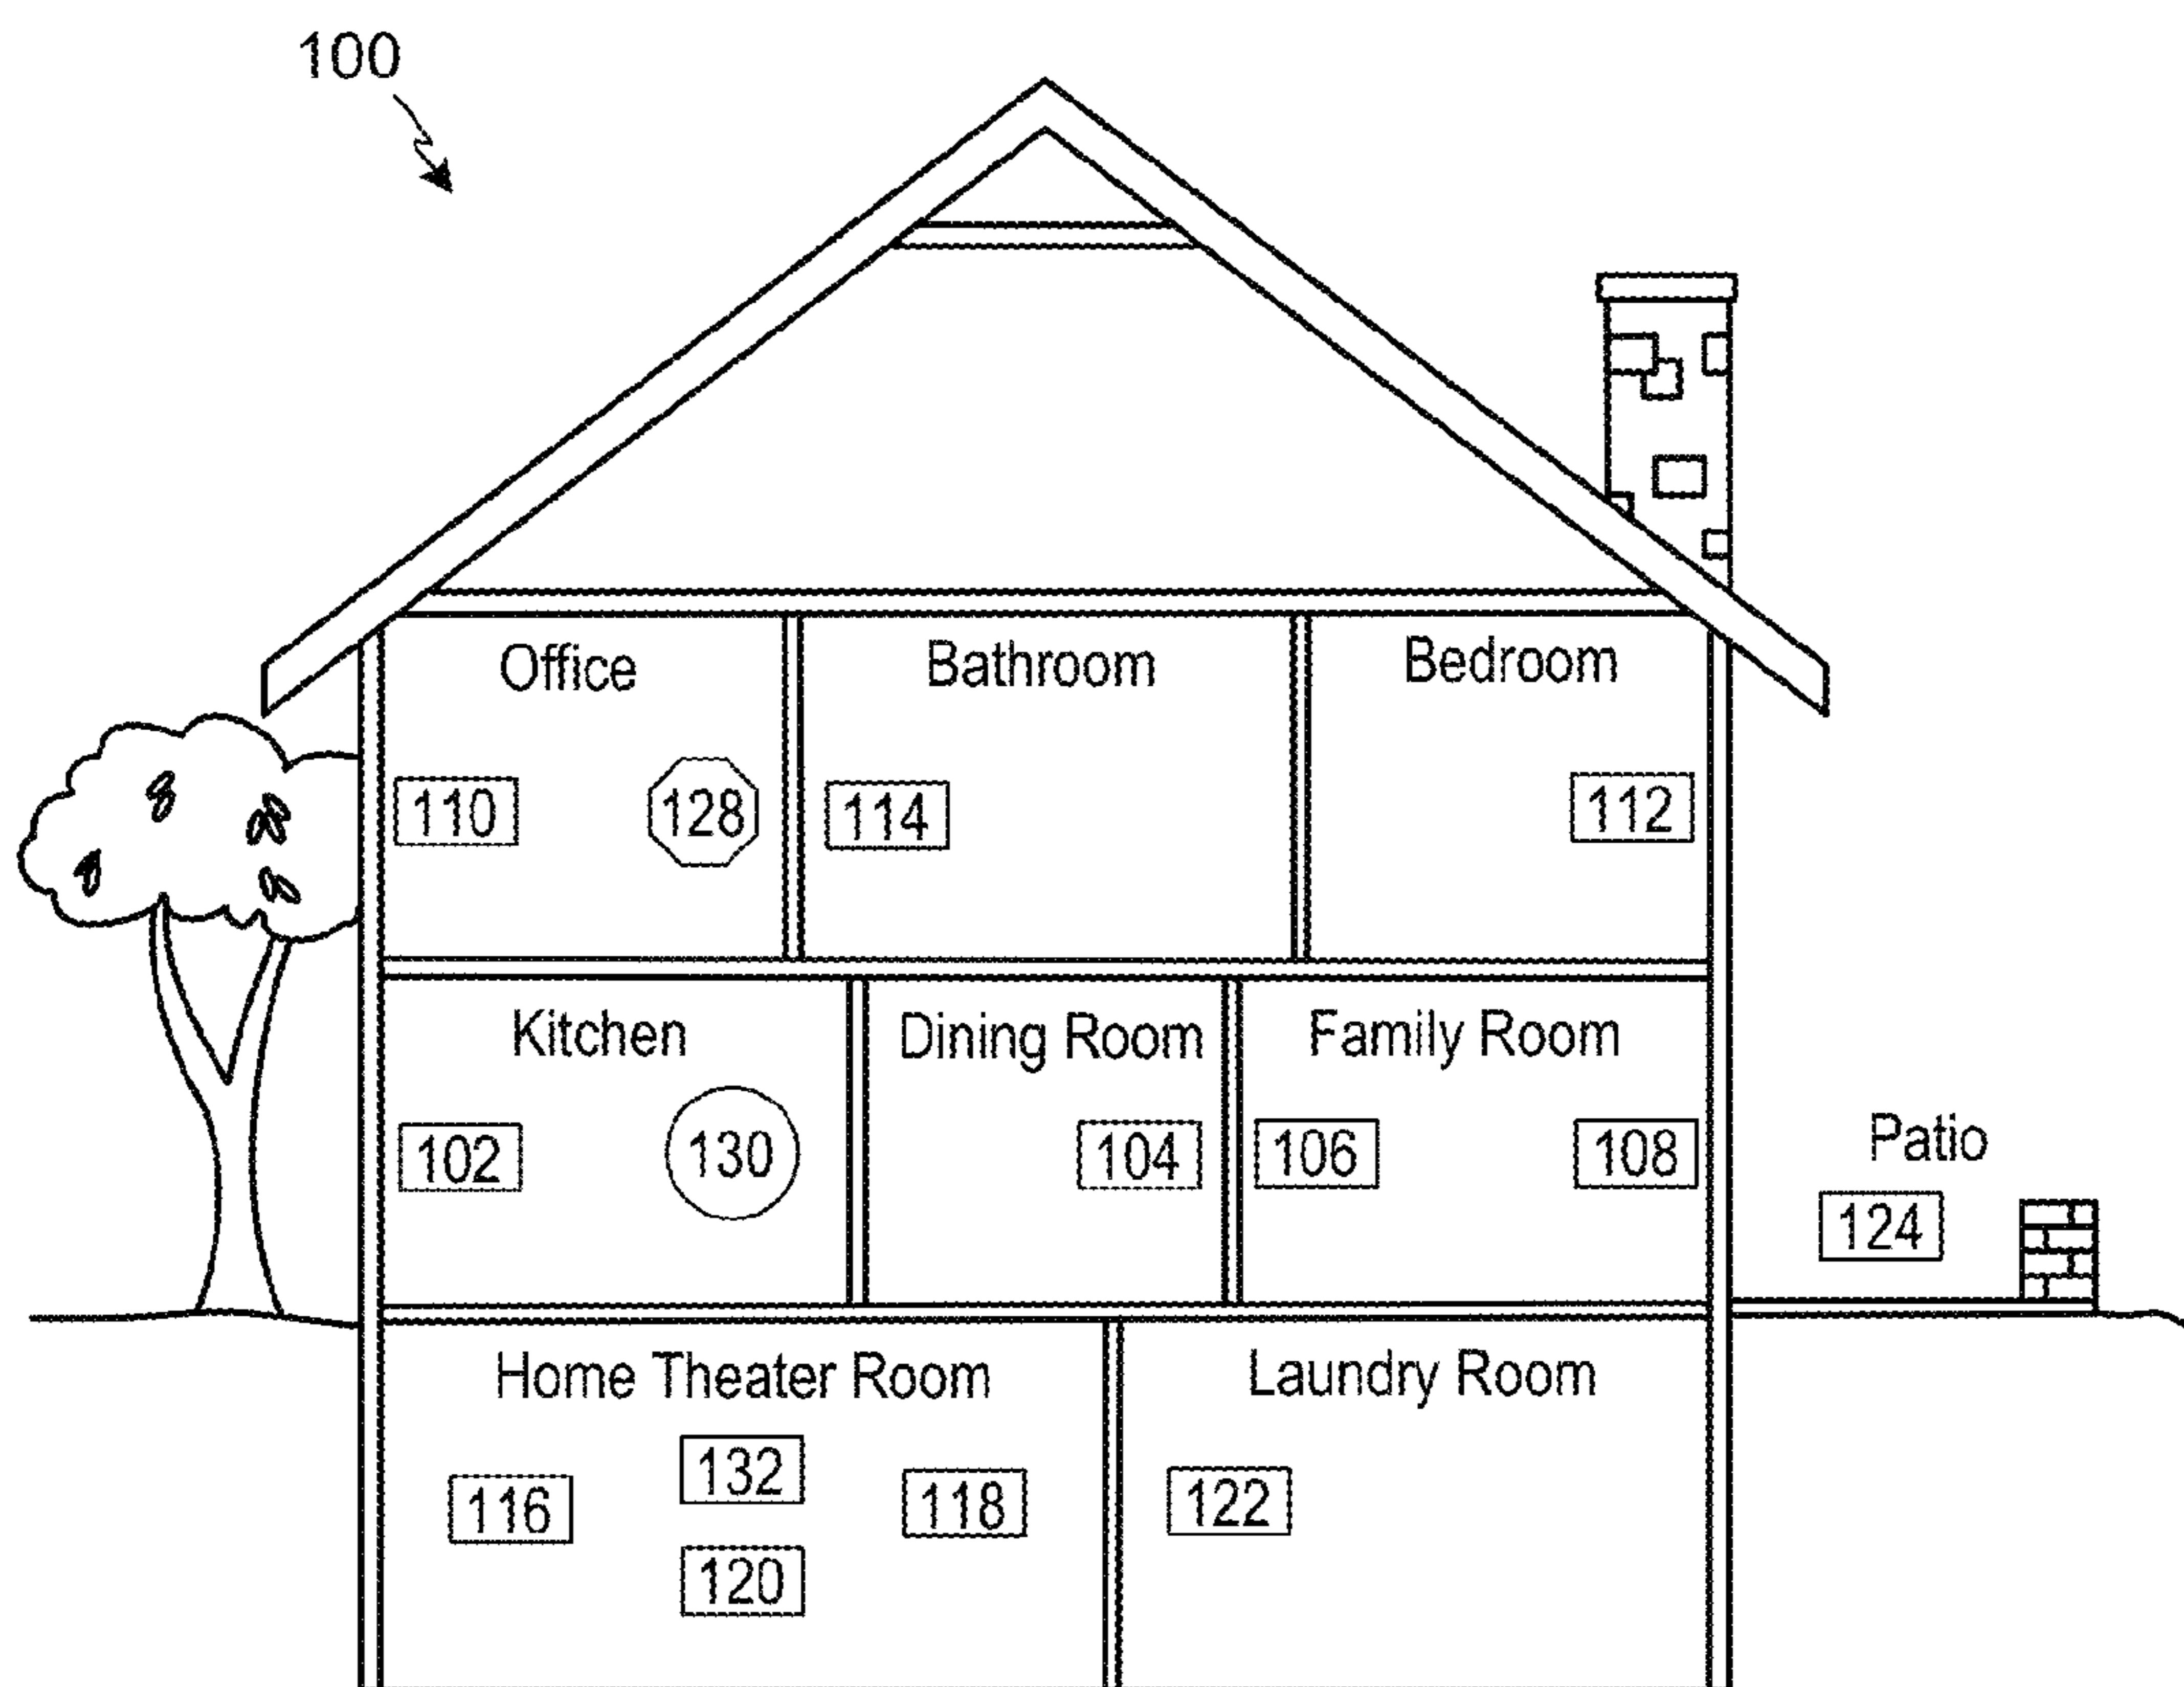 100
Office
Bathroom
Bedroom
110
128
114
112
Kitchen
Dining Room
Family Room
102
130
104
106
108
Patio
124
Home Theater Room
Laundry Room
116
132
118
120
122